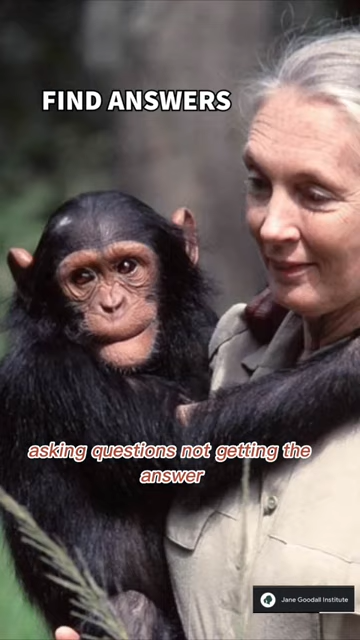 FIND ANSWERS
asking questions not getting the
answer
Jane Goodall Institute